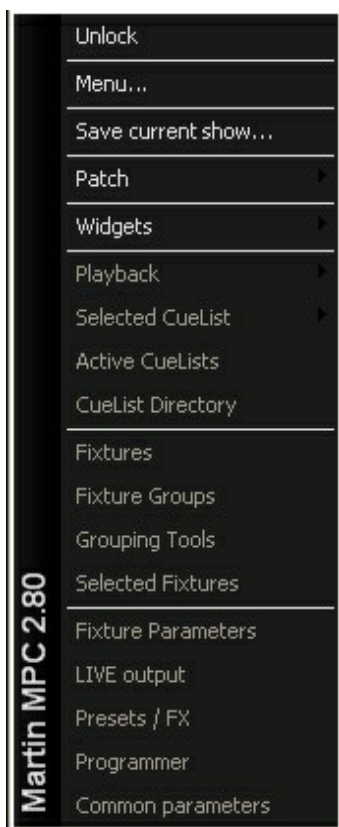 Unlock
Menu...
Save current show...
Patch
Widgets
Playback
Selected CueList
Active CueLists
CueList Directory
Fixtures
Fixture Groups
Grouping Tools
Selected Fixtures
Fixture Parameters
LIVE output
Presets / FX
Programmer
Common parameters
Martin MPC 2.80